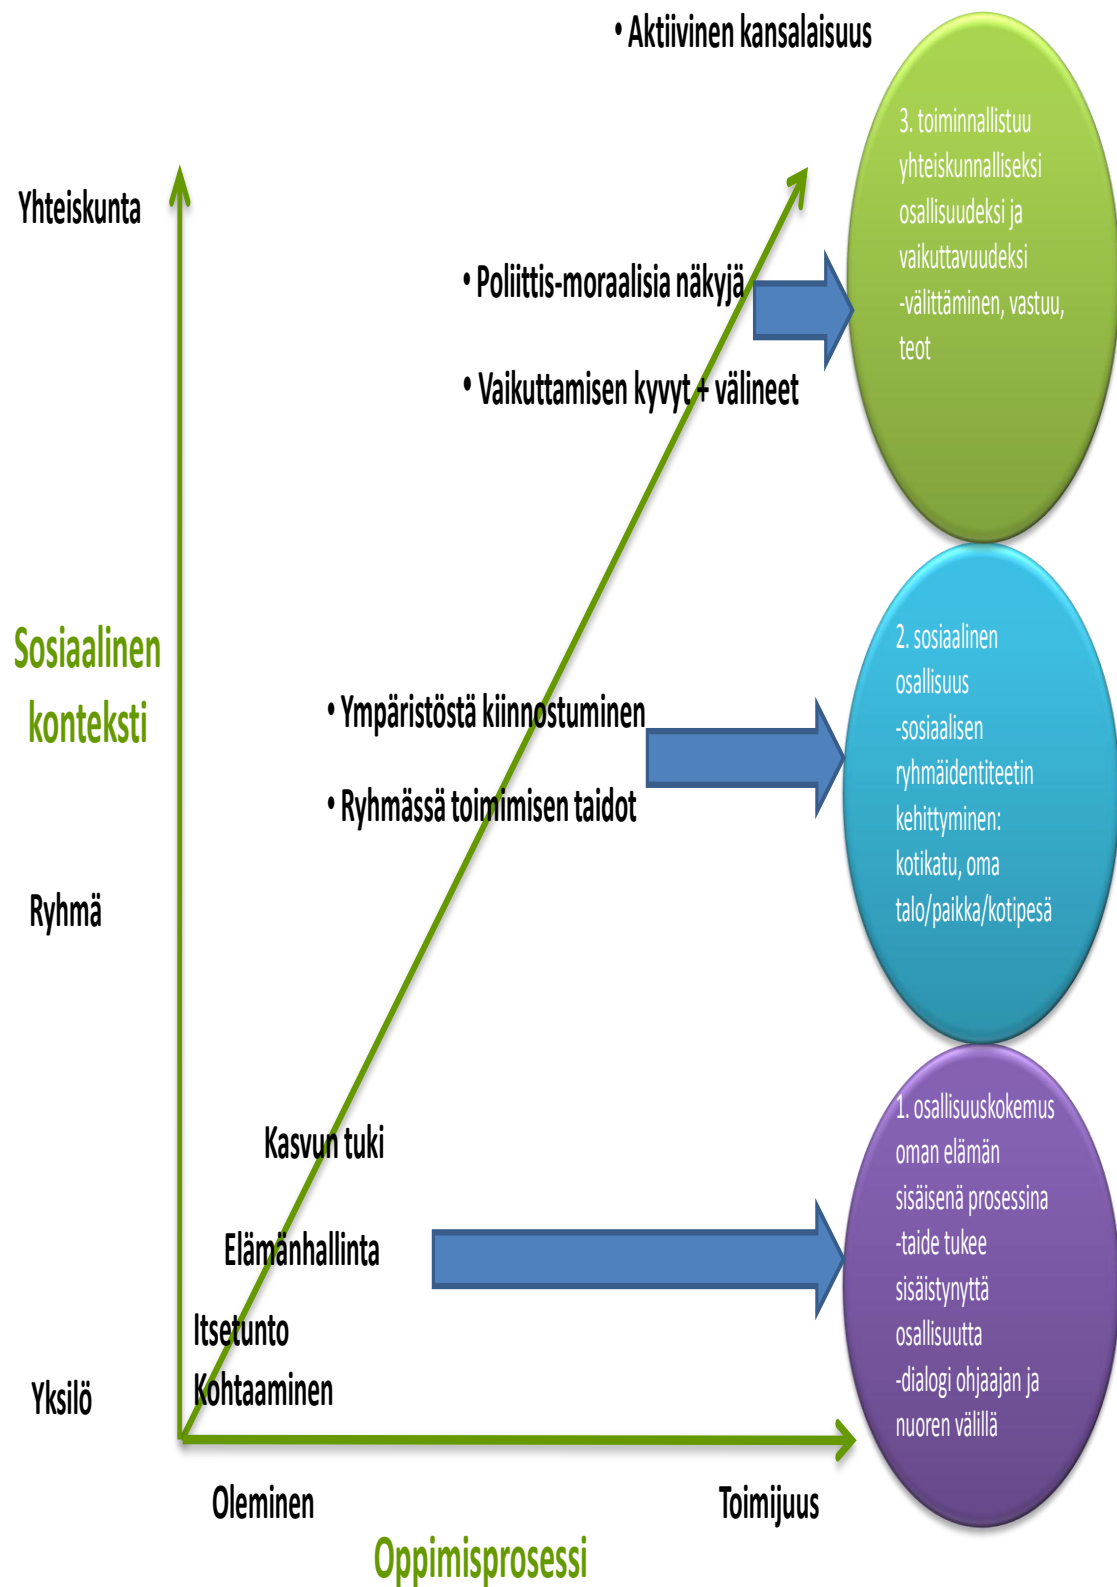 • Aktiivinen kansalaisuus
3. toiminnallistuu
yhteiskunnalliseksi
osallisuudeksi ja
vaikuttavuudeksi
-välittäminen, vastuu,
teot
Yhteiskunta
• Poliittis-moraalisia näkyjä
• Vaikuttamisen kyvyt + välineet
Sosiaalinen
konteksti
2. sosiaalinen
osallisuus
-sosiaalisen
ryhmäidentiteetin
kehittyminen:
kotikatu, oma
talo/paikka/kotipesä
• Ympäristöstä kiinnostuminen
• Ryhmässä toimimisen taidot
Ryhmä
1. osallisuuskokemus
oman elämän
sisäisenä prosessina
-taide tukee
sisäistynyttä
osallisuutta
-dialogi ohjaajan ja
nuoren välillä
Kasvun tuki
Elämänhallinta
Itsetunto
Kohtaaminen
Yksilö
Oleminen
Toimijuus
Oppimisprosessi